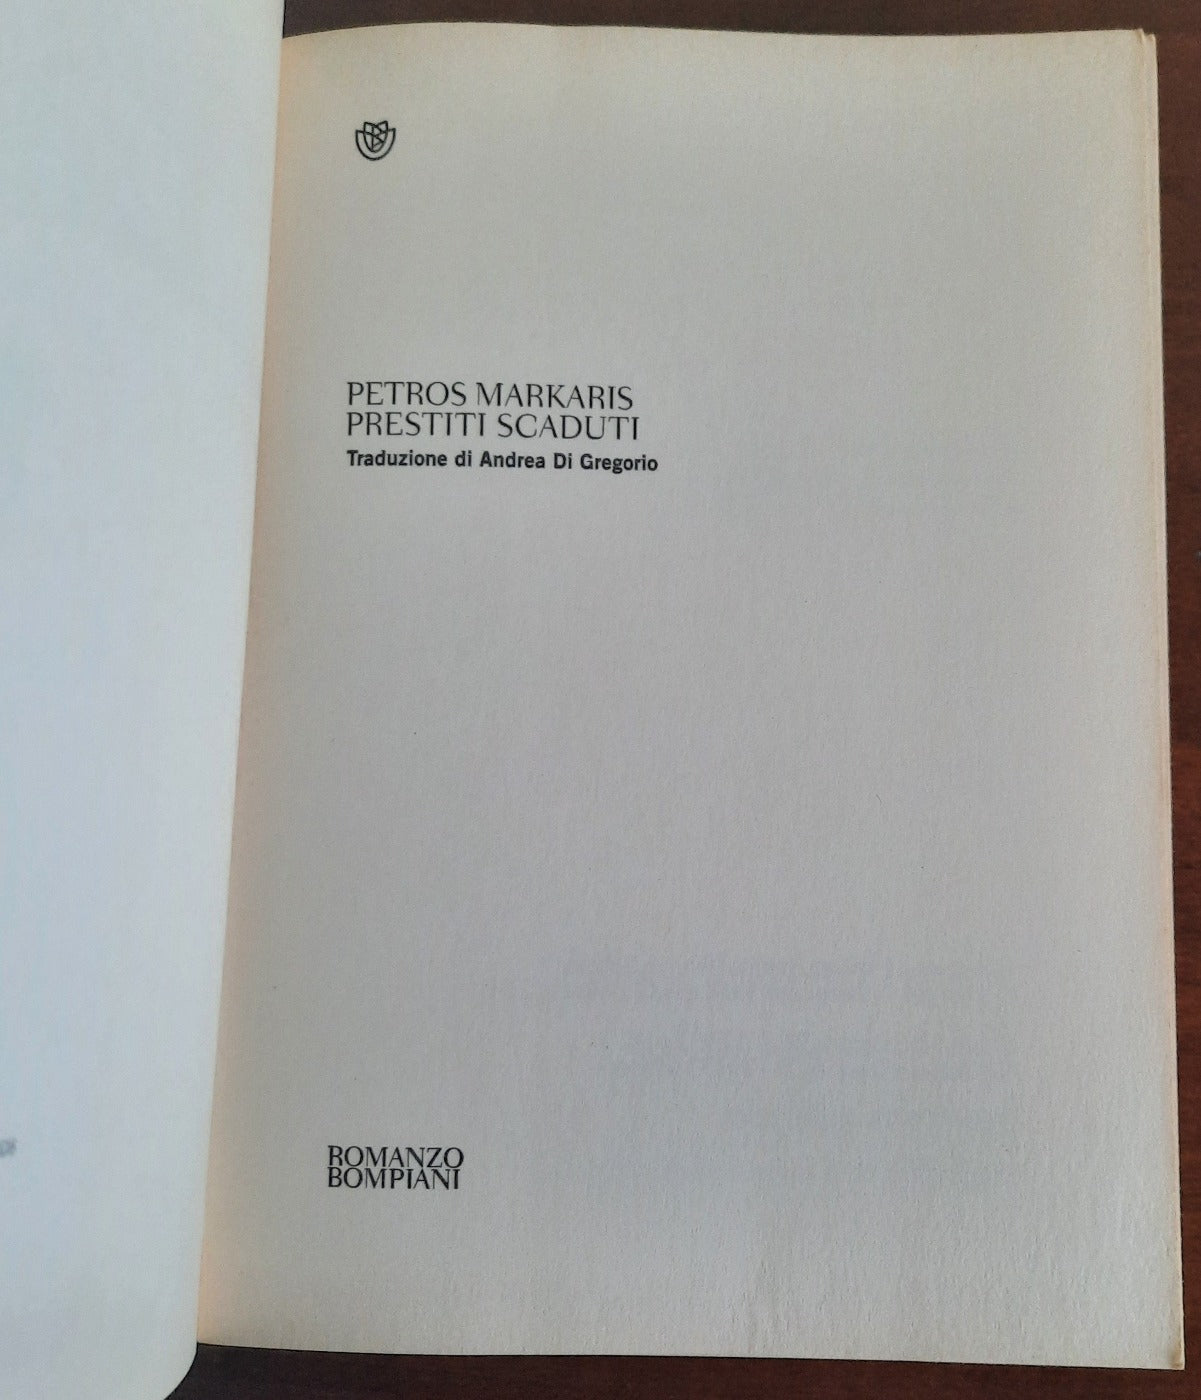 PETROS MARKARIS
PRESTITI SCADUTI
Traduzione di Andrea Di Gregorio
ROMANZO
BOMPIANI